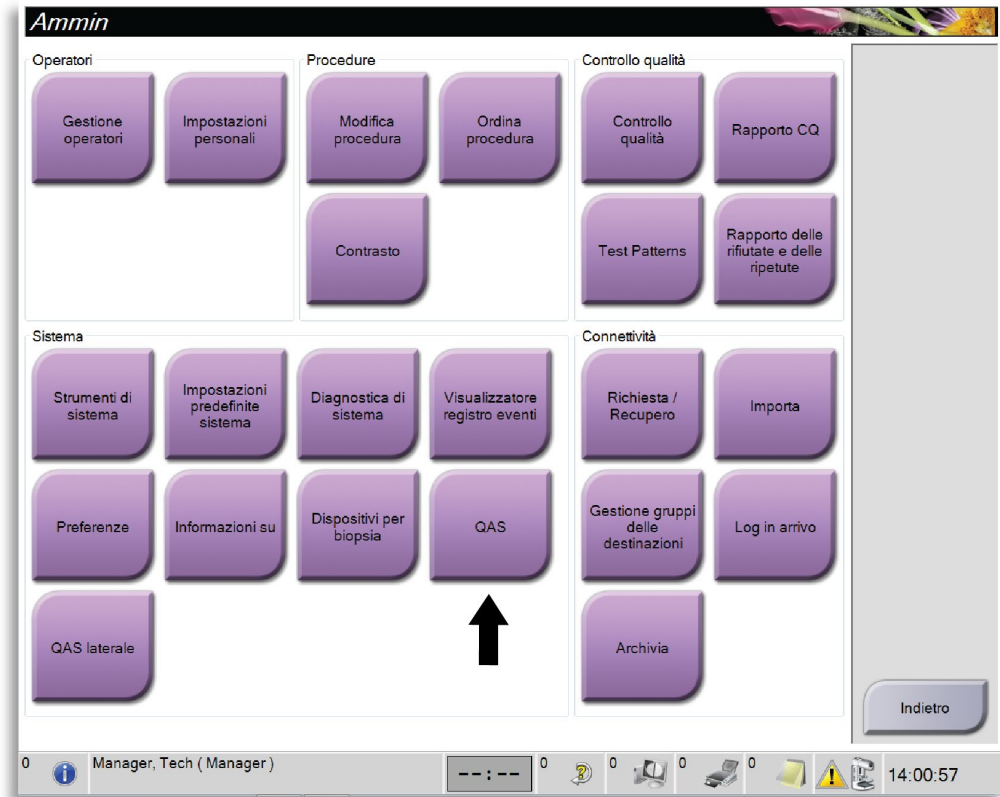 Ammin
Operatori
Gestione
operatori
Impostazioni
personali
Procedure
Modifica
procedura
Ordina
procedura
Contrasto
Controllo qualità
Controllo
qualità
Rapporto CQ
Test Patterns
Rapporto delle
rifiutate e delle
ripetute
Sistema
Strumenti di
sistema
Impostazioni
predefinite
sistema
Diagnostica di
sistema
Visualizzatore
registro eventi
Preferenze
Informazioni su
Dispositivi per
biopsia
QAS
QAS laterale
Connettività
Richiesta /
Recupero
Importa
Gestione gruppi
delle
destinazioni
Log in arrivo
Archivia
Indietro
0
Manager, Tech ( Manager )
--:--
0
0
0
0
14:00:57